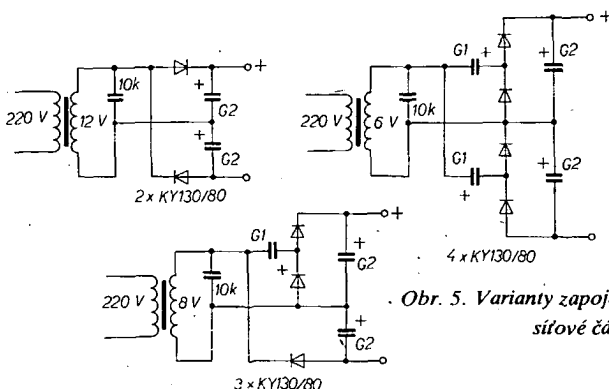 220 V
12 V
10k
+
G2
+
G2
+
2 x KY130/80
220 V
6 V
10k
G1
+
G1
+
+
G2
+
G2
+
4 x KY130/80
220 V
8 V
10k
G1
+
+
G2
+
G2
+
3 x KY130/80
Obr. 5. Varianty zapoj
síťové čá